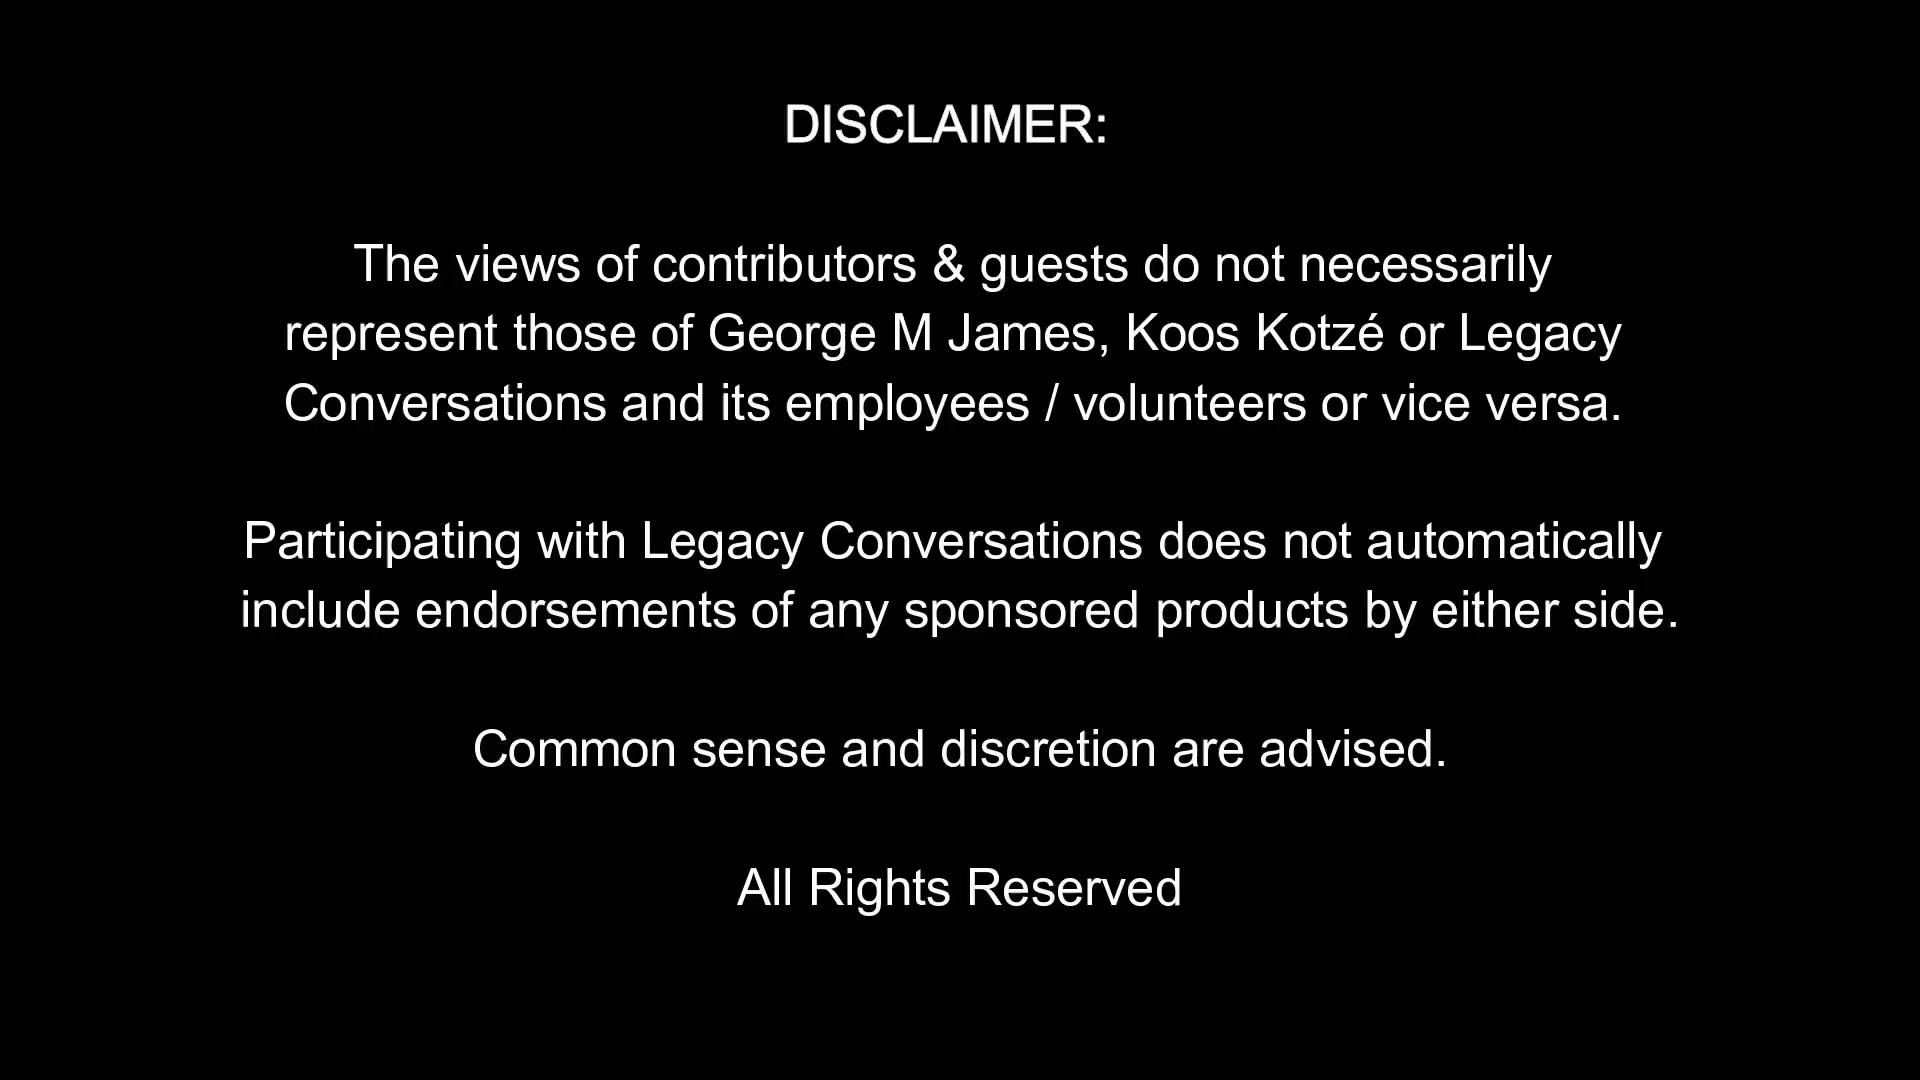 DISCLAIMER:
The views of contributors & guests do not necessarily
represent those of George M James, Koos Kotzé or Legacy
Conversations and its employees / volunteers or vice versa.
Participating with Legacy Conversations does not automatically
include endorsements of any sponsored products by either side.
Common sense and discretion are advised.
All Rights Reserved